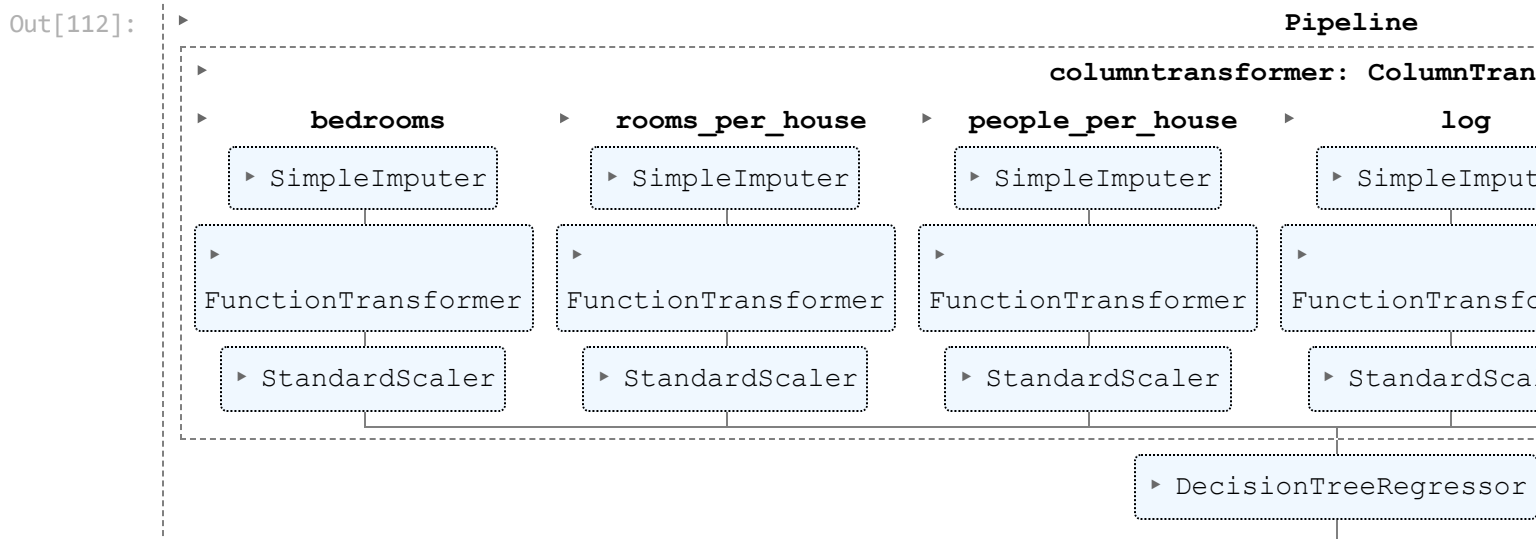 Out[112]:
Pipeline
columntransformer: ColumnTran
bedrooms rooms_per_house people_per_house log
SimpleImputer SimpleImputer SimpleImputer SimpleImput
FunctionTransformer FunctionTransformer FunctionTransformer FunctionTransfo
StandardScaler StandardScaler StandardScaler StandardSca
DecisionTreeRegressor